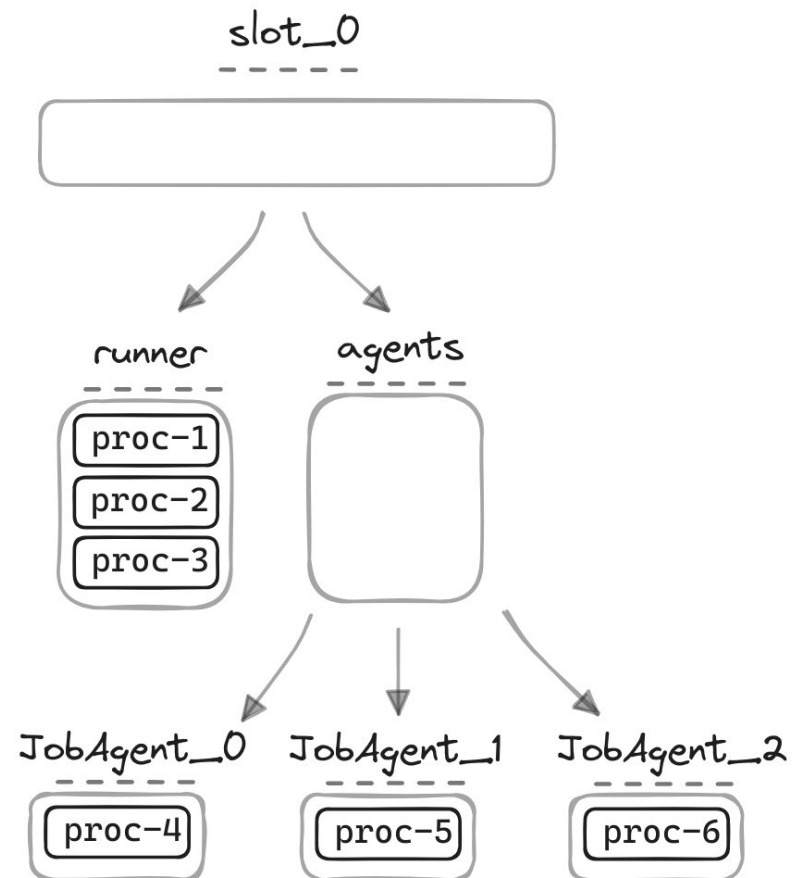 slot_0
runner
agents
proc-1
proc-2
proc-3
JobAgent_0
JobAgent_1
JobAgent_2
proc-4
proc-5
proc-6